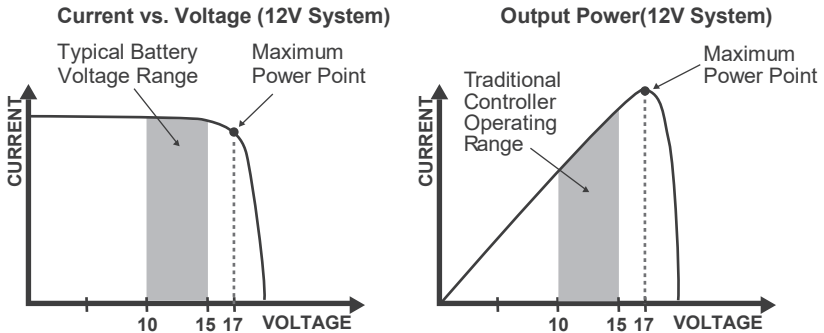 Current vs. Voltage (12V System)
Typical Battery
Voltage Range
Maximum
Power Point
CURRENT
10
15
17
VOLTAGE
Output Power(12V System)
Traditional
Controller
Operating
Range
Maximum
Power Point
CURRENT
10
15
17
VOLTAGE